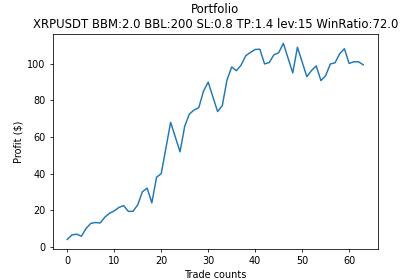 Portfolio
XRPUSDT BBM:2.0 BBL:200 SL:0.8 TP:1.4 lev:15 WinRatio:72.0
Profit ($)
100
80
60
40
20
0
0 10 20 30 40 50 60
Trade counts